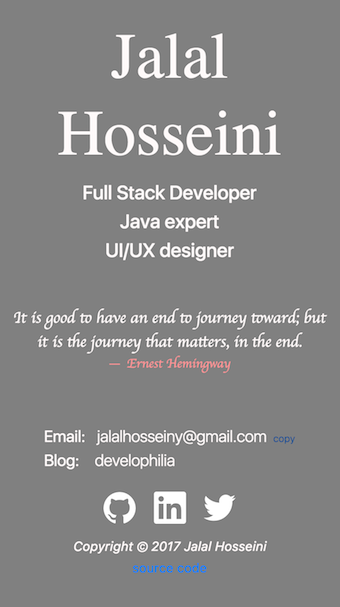 Jalal
Hosseini
Full Stack Developer
Java expert
UI/UX designer
It is good to have an end to journey toward; but
it is the journey that matters, in the end.
— Ernest Hemingway
Email: jalalhosseiny@gmail.com copy
Blog: develophilia
in
Copyright © 2017 Jalal Hosseini
source code